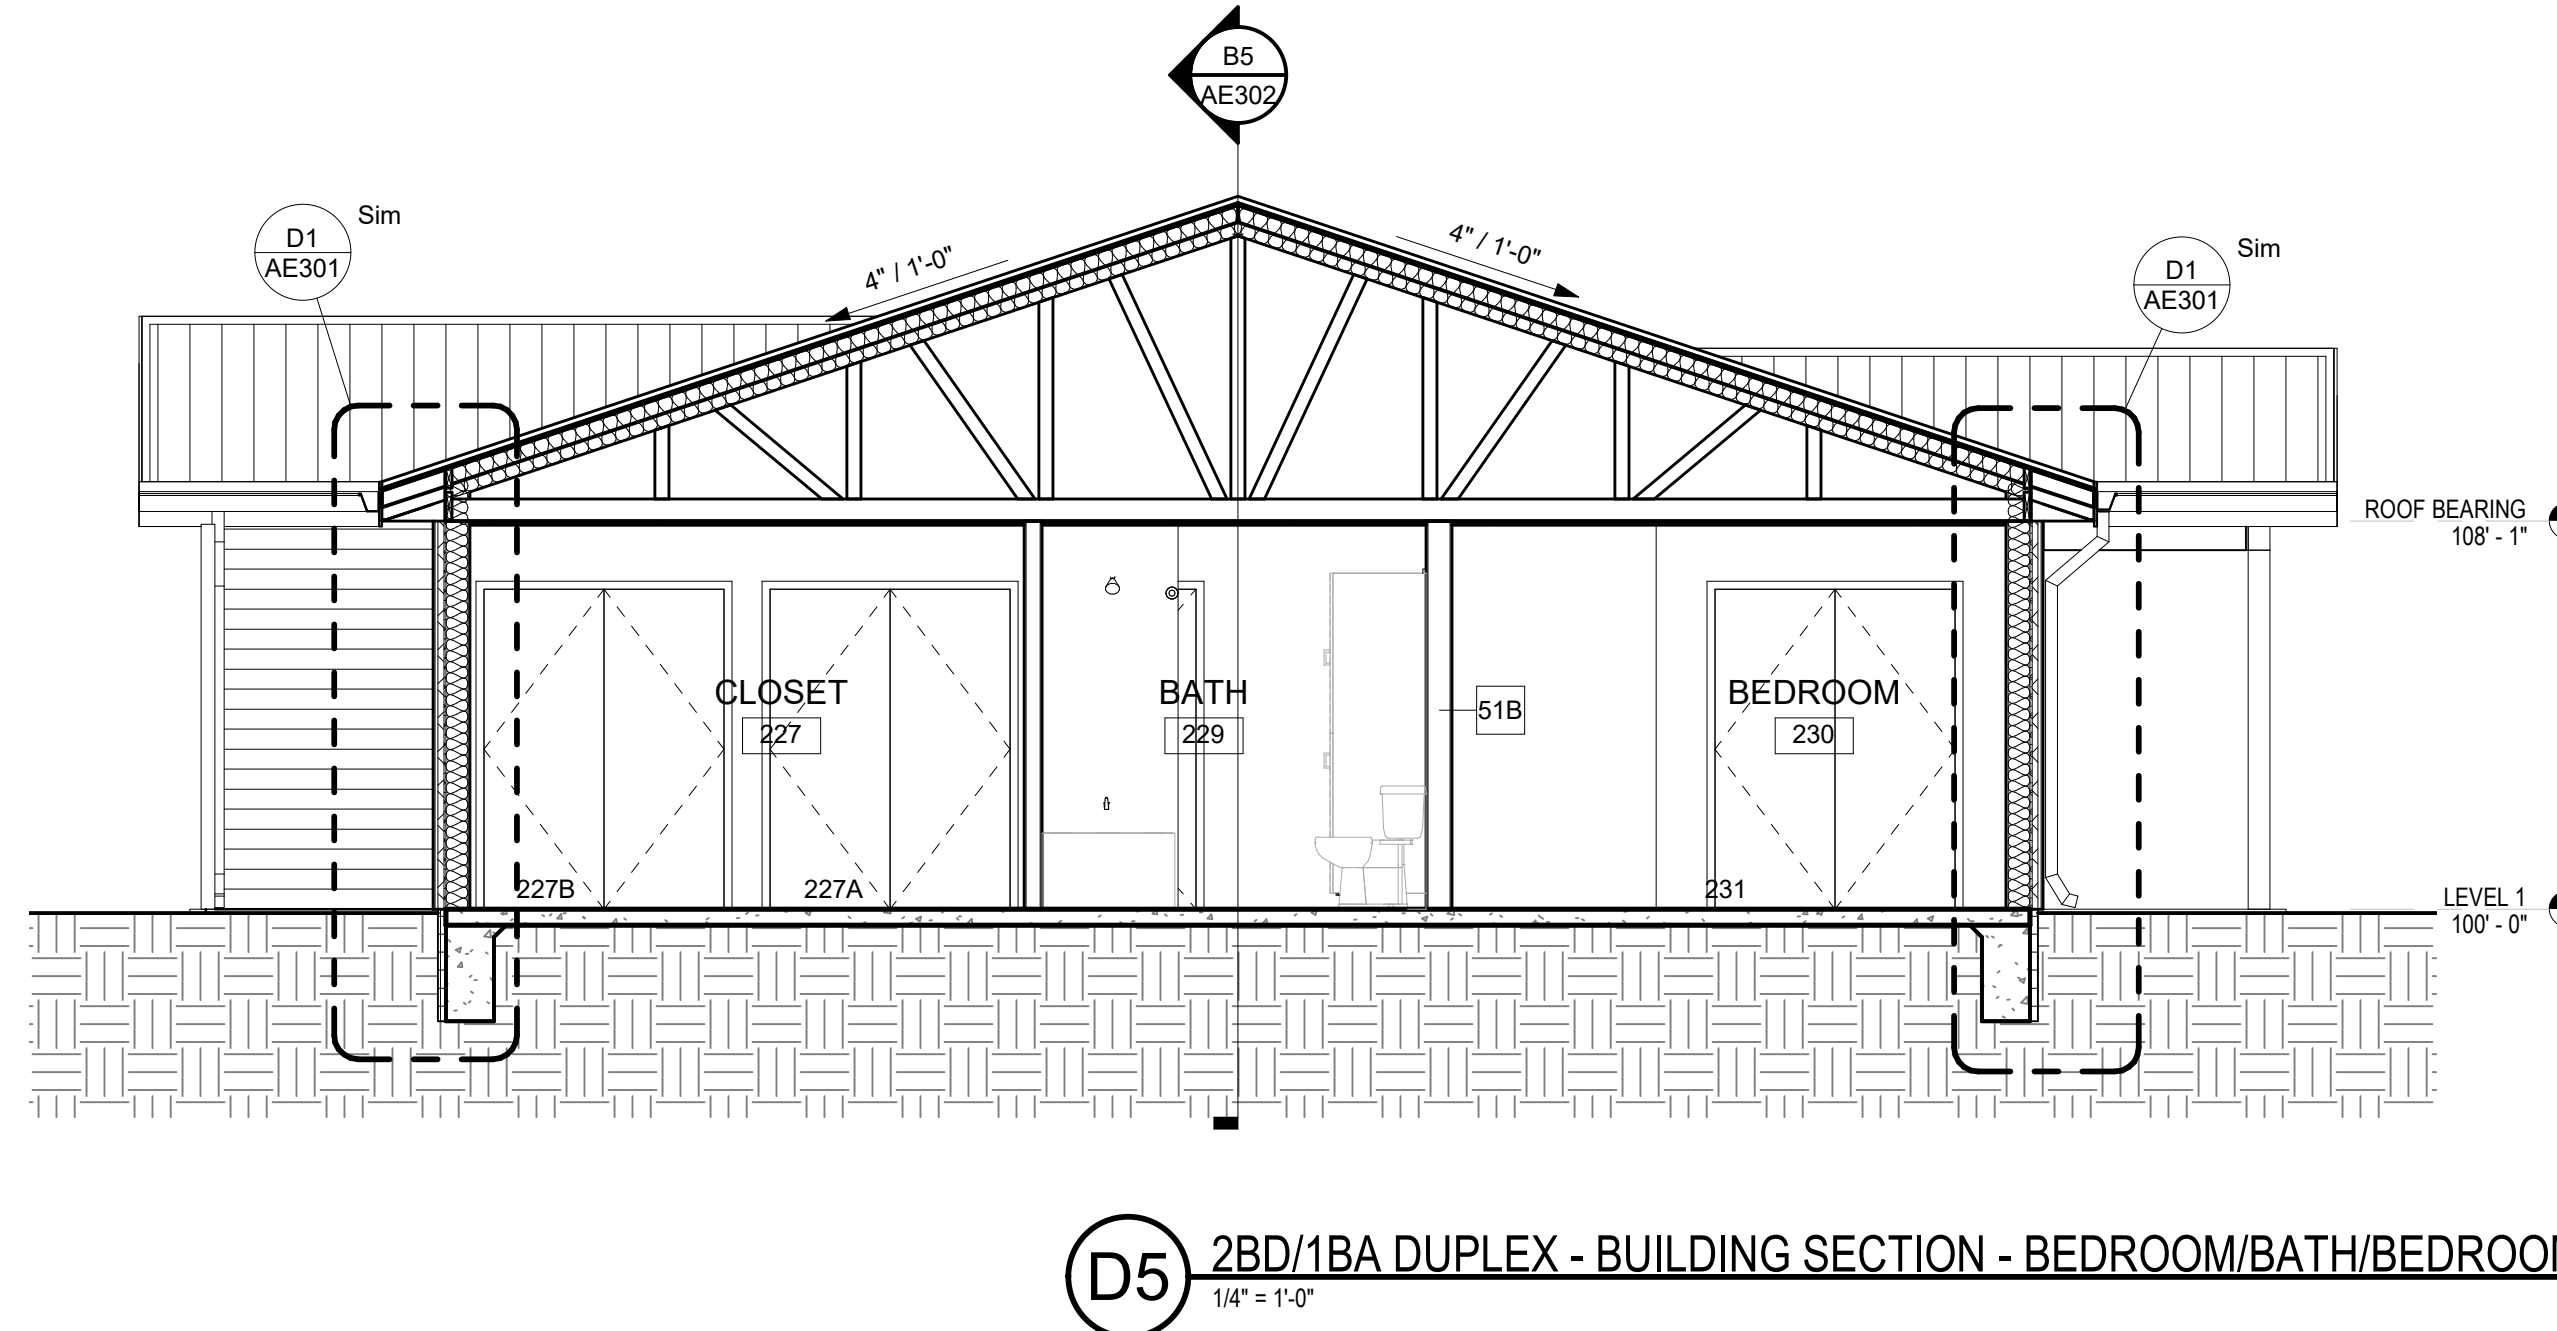 B5
AE302
Sim
D1
AE301
4" / 1'-0"
4" / 1'-0"
Sim
D1
AE301
ROOF BEARING
108' - 1"
CLOSET
227
BATH
229
51B
BEDROOM
230
227B
227A
231
LEVEL 1
100' - 0"
D5
2BD/1BA DUPLEX - BUILDING SECTION - BEDROOM/BATH/BEDROOM
1/4" = 1'-0"